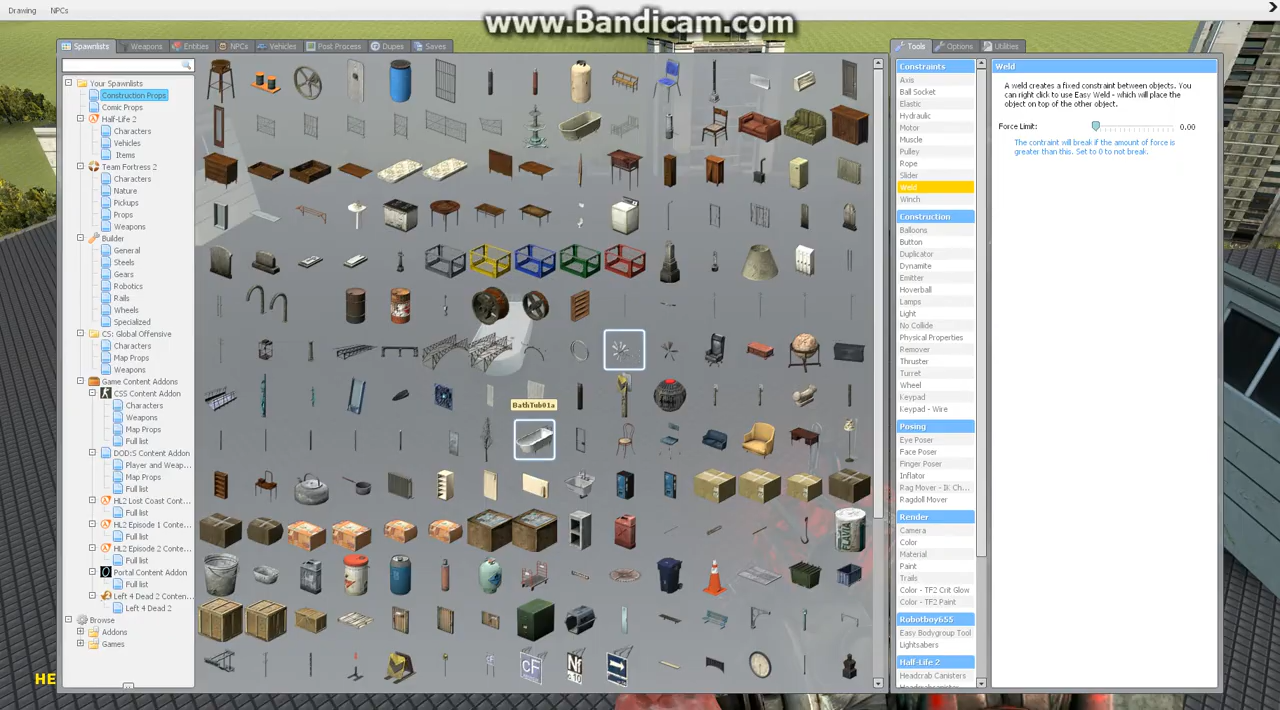 Drawing NPCs
www.Bandicam.com
Spawnlists Weapons Entities NPCs Vehicles Post Process Dupes Saves
Your Spawnlists
Construction Props
Comic Props
Half-Life 2
Characters
Vehicles
Items
Team Fortress 2
Characters
Nature
Pickups
Props
Weapons
Builder
General
Steels
Gears
Robotics
Rails
Wheels
Specialized
CS: Global Offensive
Characters
Map Props
Weapons
Game Content Addons
CSS Content Addon
Characters
Weapons
Map Props
Full list
DOD:S Content Addon
Player and Weap...
Map Props
Full list
HL2 Lost Coast Cont...
Full list
HL2 Episode 1 Conte...
Full list
HL2 Episode 2 Conte...
Full list
Portal Content Addon
Full list
Left 4 Dead 2 Conten...
Left 4 Dead 2
Browse
Addons
Games
HE
BathTub01a
cF
Nf
Tools Options Utilities
Constraints
Axis
Ball Socket
Elastic
Hydraulic
Motor
Muscle
Pulley
Rope
Slider
Weld
Winch
Construction
Balloons
Button
Duplicator
Dynamite
Emitter
Hoverball
Lamps
Light
No Collide
Physical Properties
Remover
Thruster
Turret
Wheel
Keypad
Keypad - Wire
Posing
Eye Poser
Face Poser
Finger Poser
Inflator
Rag Mover - IK Ch...
Ragdoll Mover
Render
Camera
Color
Material
Paint
Trails
Color - TF2 Crit Glow
Color - TF2 Paint
Robotboy655
Easy Bodygroup Tool
Lightsabers
Half-Life 2
Headcrab Canisters
Weld
A weld creates a fixed constraint between objects. You
can right click to use Easy Weld - which will place the
object on top of the other object.
Force Limit: 0.00
The contraint will break if the amount of force is
greater than this. Set to 0 to not break.